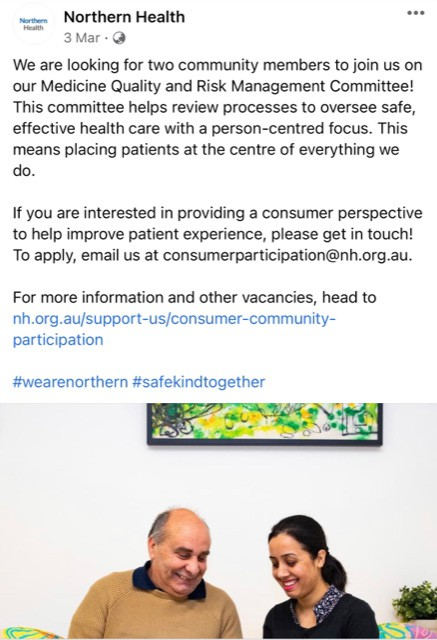 Northern
Health
Northern Health
3 Mar ·
We are looking for two community members to join us on
our Medicine Quality and Risk Management Committee!
This committee helps review processes to oversee safe,
effective health care with a person-centred focus. This
means placing patients at the centre of everything we
do.
If you are interested in providing a consumer perspective
to help improve patient experience, please get in touch!
To apply, email us at consumerparticipation@nh.org.au.
For more information and other vacancies, head to
nh.org.au/support-us/consumer-community-
participation
#wearenorthern #safekindtogether